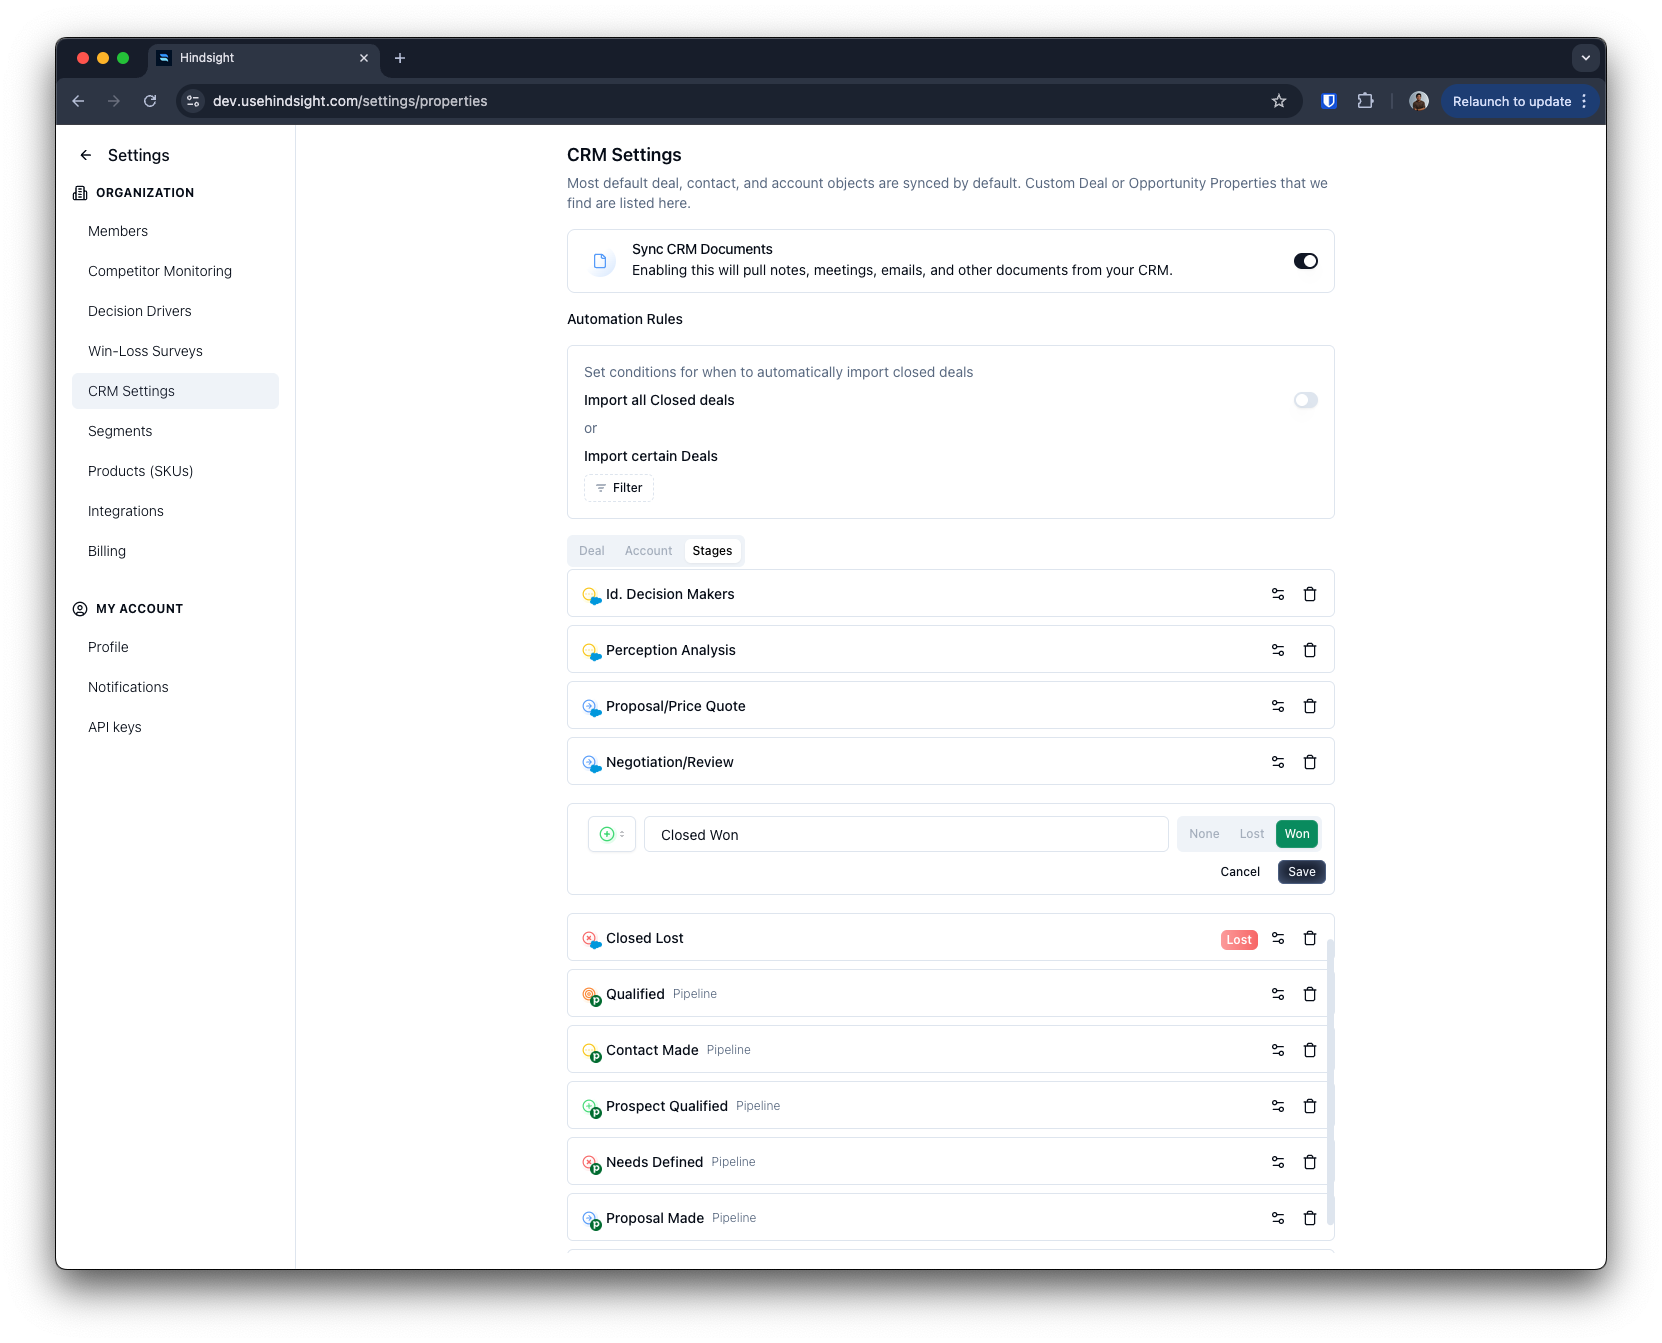 Hindsight
dev.usehindsight.com/settings/properties
Relaunch to update
Settings
ORGANIZATION
Members
Competitor Monitoring
Decision Drivers
Win-Loss Surveys
CRM Settings
Segments
Products (SKUs)
Integrations
Billing
MY ACCOUNT
Profile
Notifications
API keys
CRM Settings
Most default deal, contact, and account objects are synced by default. Custom Deal or Opportunity Properties that we
find are listed here.
Sync CRM Documents
Enabling this will pull notes, meetings, emails, and other documents from your CRM.
Automation Rules
Set conditions for when to automatically import closed deals
Import all Closed deals
or
Import certain Deals
Filter
Deal Account Stages
Id. Decision Makers
Perception Analysis
Proposal/Price Quote
Negotiation/Review
Closed Won None Lost Won
Cancel Save
Closed Lost Lost
Qualified Pipeline
Contact Made Pipeline
Prospect Qualified Pipeline
Needs Defined Pipeline
Proposal Made Pipeline